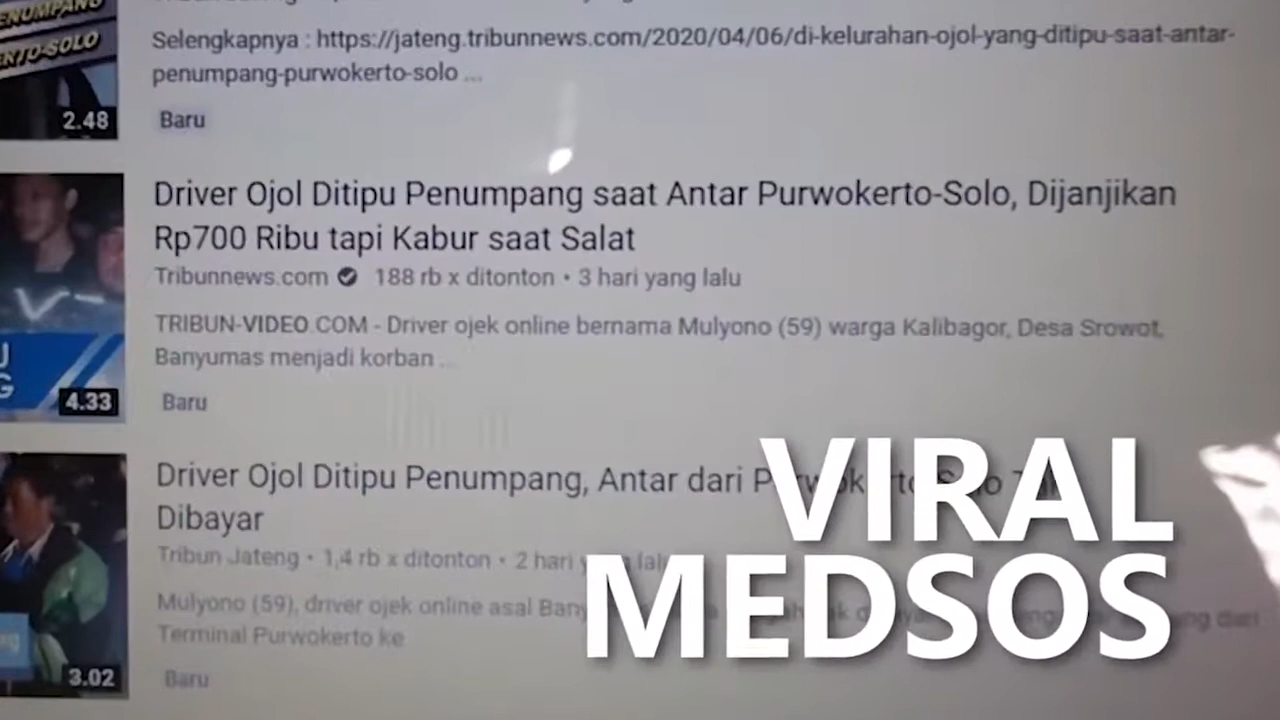 ENUMPANG
ERTO-SOLO
Selengkapnya : https://jateng.tribunnews.com/2020/04/06/di-kelurahan-ojol-yang-ditipu-saat-antar-
penumpang-purwokerto-solo ...
2.48
Baru
Driver Ojol Ditipu Penumpang saat Antar Purwokerto-Solo, Dijanjikan
Rp700 Ribu tapi Kabur saat Salat
Tribunnews.com 188 rb x ditonton • 3 hari yang lalu
TRIBUN-VIDEO.COM - Driver ojek online bernama Mulyono (59) warga Kalibagor, Desa Srowot,
Banyumas menjadi korban ...
4.33
Baru
Driver Ojol Ditipu Penumpang, Antar dari
Dibayar
Tribun Jateng • 1,4 rb x ditonton • 2 hari
Mulyono (59), driver ojek online asal
Terminal Purwokerto ke
3.02
Baru
VIRAL
MEDSOS